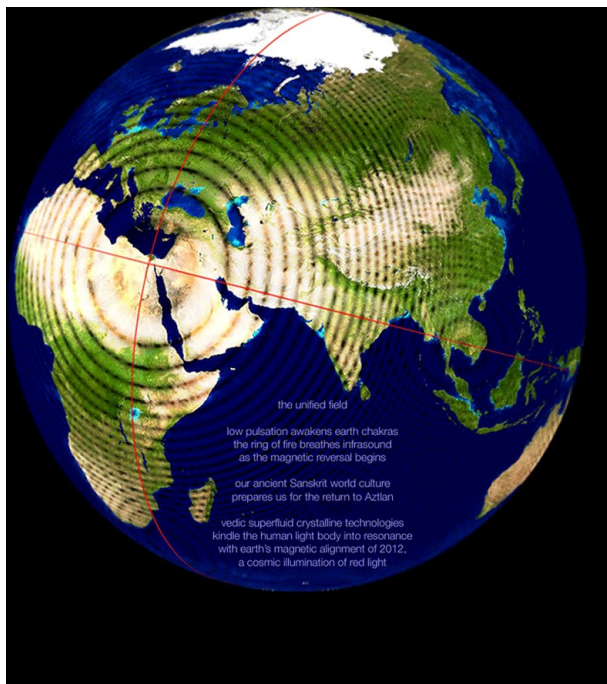 the unified field
low pulsation awakens earth chakras
the ring of fire breathes infrasound
as the magnetic reversal begins
our ancient Sanskrit world culture
prepares us for the return to Aztlan
vedic superfluid crystalline technologies
kindle the human light body into resonance
with earth's magnetic alignment of 2012,
a cosmic illumination of red light